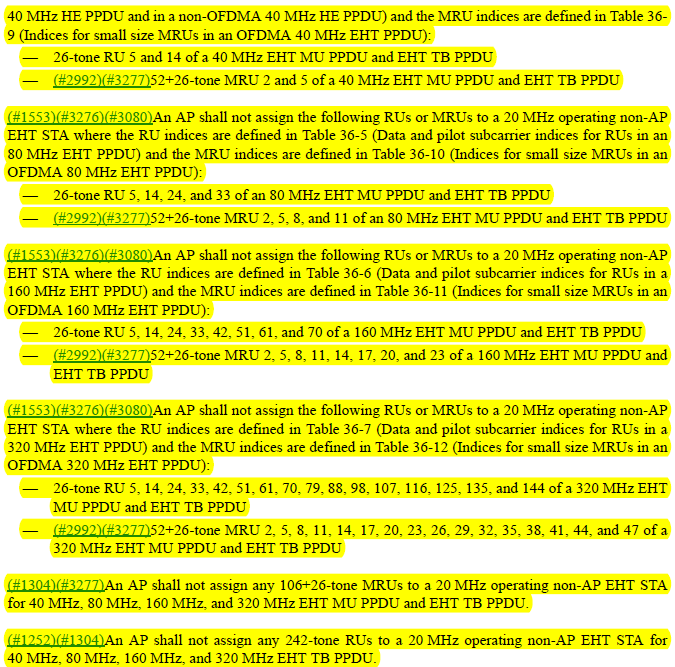 40 MHz HE PPDU and in a non-OFDMA 40 MHz HE PPDU) and the MRU indices are defined in Table 36-
9 (Indices for small size MRUs in an OFDMA 40 MHz EHT PPDU):
— 26-tone RU 5 and 14 of a 40 MHz EHT MU PPDU and EHT TB PPDU
— (#2992)(#3277)52+26-tone MRU 2 and 5 of a 40 MHz EHT MU PPDU and EHT TB PPDU
(#1553)(#3276)(#3080)An AP shall not assign the following RUs or MRUs to a 20 MHz operating non-AP
EHT STA where the RU indices are defined in Table 36-5 (Data and pilot subcarrier indices for RUs in an
80 MHz EHT PPDU) and the MRU indices are defined in Table 36-10 (Indices for small size MRUs in an
OFDMA 80 MHz EHT PPDU):
— 26-tone RU 5, 14, 24, and 33 of an 80 MHz EHT MU PPDU and EHT TB PPDU
— (#2992)(#3277)52+26-tone MRU 2, 5, 8, and 11 of an 80 MHz EHT MU PPDU and EHT TB PPDU
(#1553)(#3276)(#3080)An AP shall not assign the following RUs or MRUs to a 20 MHz operating non-AP
EHT STA where the RU indices are defined in Table 36-6 (Data and pilot subcarrier indices for RUs in a
160 MHz EHT PPDU) and the MRU indices are defined in Table 36-11 (Indices for small size MRUs in an
OFDMA 160 MHz EHT PPDU):
— 26-tone RU 5, 14, 24, 33, 42, 51, 61, and 70 of a 160 MHz EHT MU PPDU and EHT TB PPDU
— (#2992)(#3277)52+26-tone MRU 2, 5, 8, 11, 14, 17, 20, and 23 of a 160 MHz EHT MU PPDU and
EHT TB PPDU
(#1553)(#3276)(#3080)An AP shall not assign the following RUs or MRUs to a 20 MHz operating non-AP
EHT STA where the RU indices are defined in Table 36-7 (Data and pilot subcarrier indices for RUs in a
320 MHz EHT PPDU) and the MRU indices are defined in Table 36-12 (Indices for small size MRUs in an
OFDMA 320 MHz EHT PPDU):
— 26-tone RU 5, 14, 24, 33, 42, 51, 61, 70, 79, 88, 98, 107, 116, 125, 135, and 144 of a 320 MHz EHT
MU PPDU and EHT TB PPDU
— (#2992)(#3277)52+26-tone MRU 2, 5, 8, 11, 14, 17, 20, 23, 26, 29, 32, 35, 38, 41, 44, and 47 of a
320 MHz EHT MU PPDU and EHT TB PPDU
(#1304)(#3277)An AP shall not assign any 106+26-tone MRUs to a 20 MHz operating non-AP EHT STA
for 40 MHz, 80 MHz, 160 MHz, and 320 MHz EHT MU PPDU and EHT TB PPDU.
(#1252)(#1304)An AP shall not assign any 242-tone RUs to a 20 MHz operating non-AP EHT STA for
40 MHz, 80 MHz, 160 MHz, and 320 MHz EHT TB PPDU.